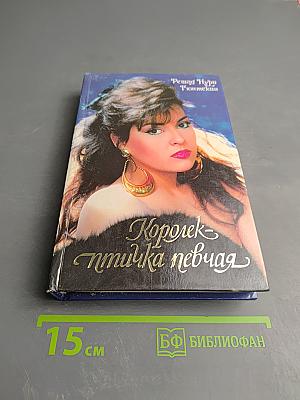 Решад Нури
Гюнтекин
Королек-
птичка певчая
15 см
БФ БИБЛИОФАН